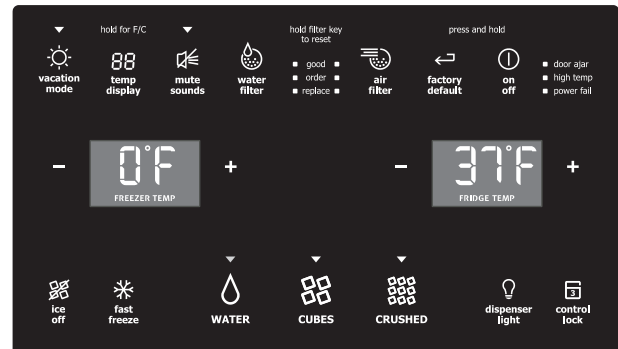 hold for F/C
hold filter key
to reset
press and hold
88
vacation
mode
temp
display
mute
sounds
water
filter
good
order
replace
air
filter
factory
default
on
off
door ajar
high temp
power fail
- 0°F +
FREEZER TEMP
- 37°F +
FRIDGE TEMP
3
ice
off
fast
freeze
WATER
CUBES
CRUSHED
dispenser
light
control
lock